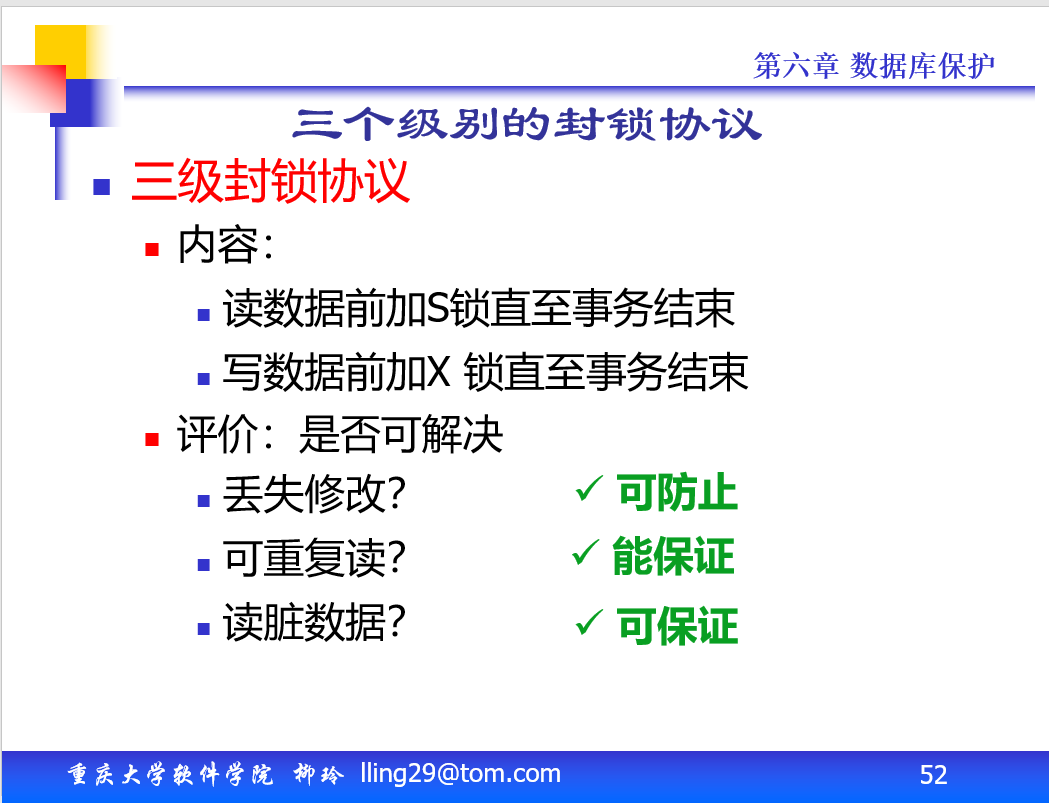 第六章 数据库保护
三个级别的封锁协议
三级封锁协议
内容：
读数据前加S锁直至事务结束
写数据前加X 锁直至事务结束
评价：是否可解决
丢失修改？ ✓ 可防止
可重复读？ ✓ 能保证
读脏数据？ ✓ 可保证
重庆大学软件学院 柳玲 lling29@tom.com 52